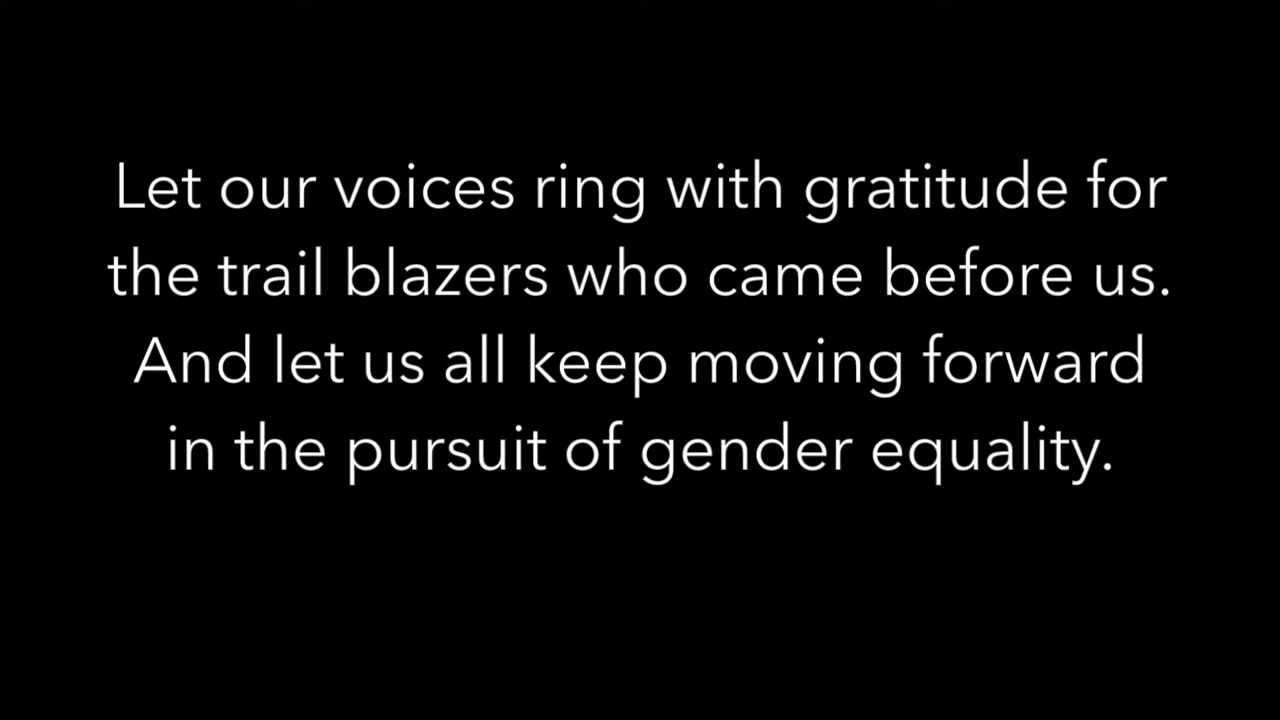 Let our voices ring with gratitude for
the trail blazers who came before us.
And let us all keep moving forward
in the pursuit of gender equality.